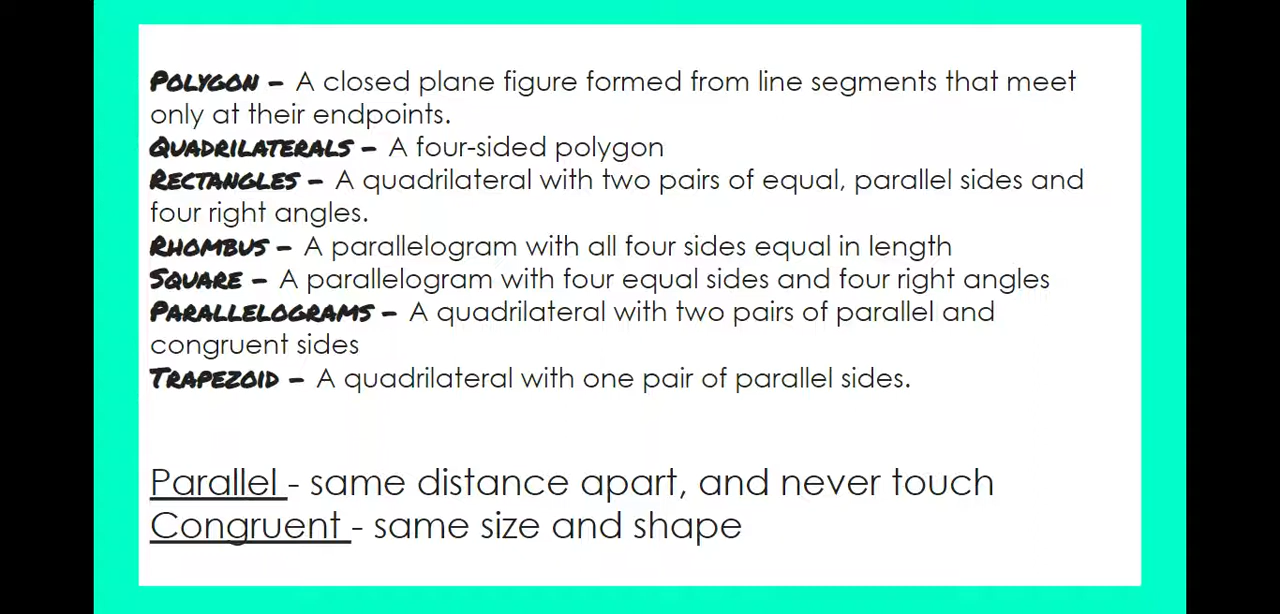 POLYGON – A closed plane figure formed from line segments that meet
only at their endpoints.
QUADRILATERALS – A four-sided polygon
RECTANGLES – A quadrilateral with two pairs of equal, parallel sides and
four right angles.
RHOMBUS – A parallelogram with all four sides equal in length
SQUARE – A parallelogram with four equal sides and four right angles
PARALLELOGRAMS – A quadrilateral with two pairs of parallel and
congruent sides
TRAPEZOID – A quadrilateral with one pair of parallel sides.
Parallel - same distance apart, and never touch
Congruent - same size and shape